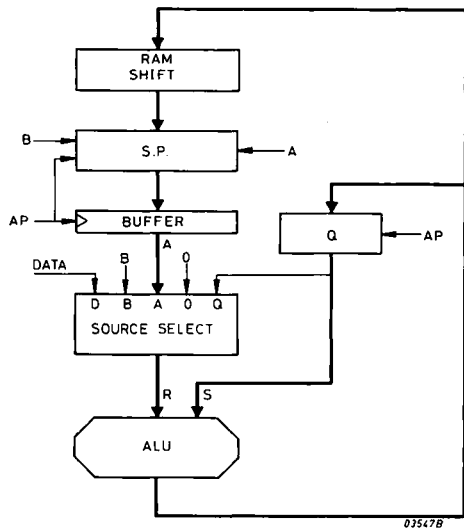 RAM
SHIFT
B
S.P.
A
AP
BUFFER
A
Q
AP
DATA
B
0
D B A 0 Q
SOURCE SELECT
R
S
ALU
03547B